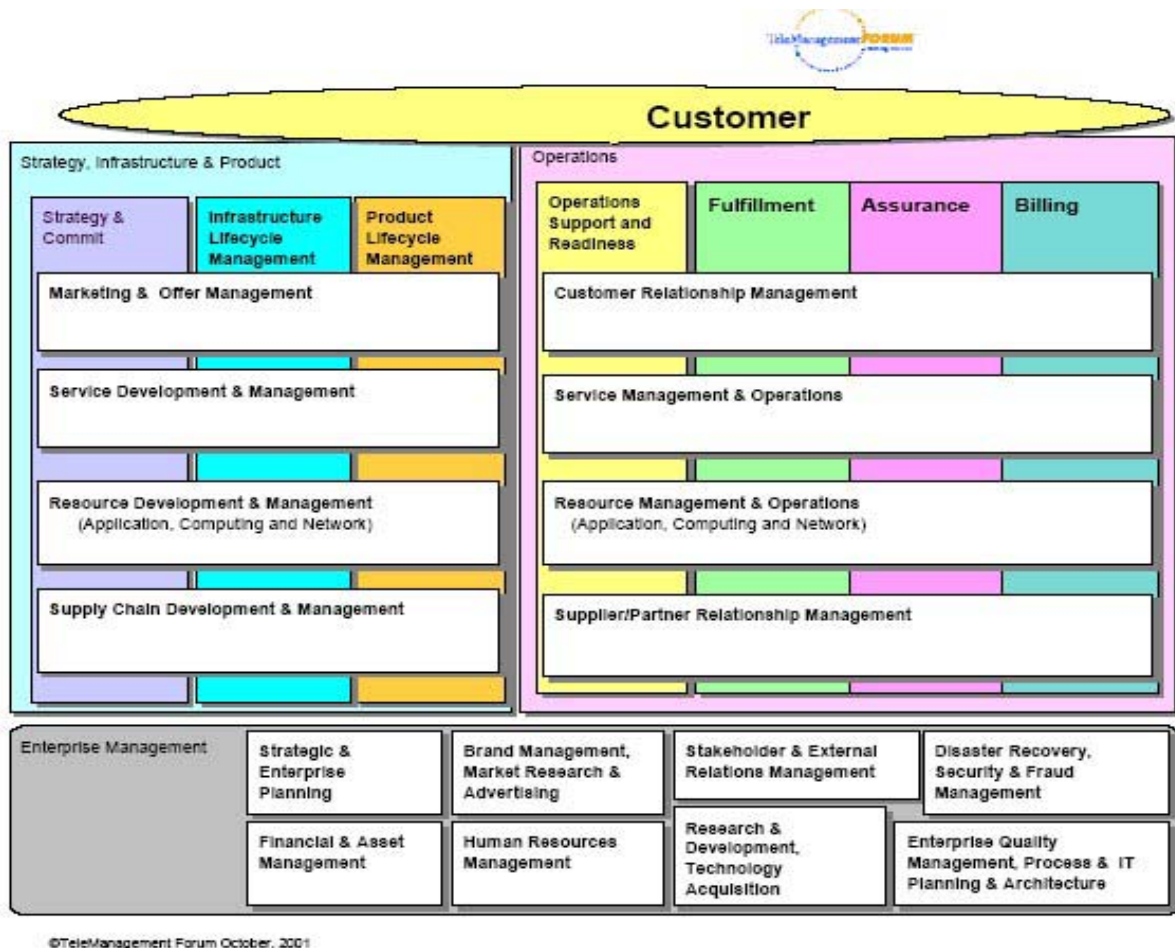 TeleManagement FORUM
Customer
Strategy, Infrastructure & Product
Strategy &
Commit
Infrastructure
Lifecycle
Management
Product
Lifecycle
Management
Marketing & Offer Management
Service Development & Management
Resource Development & Management
(Application, Computing and Network)
Supply Chain Development & Management
Operations
Operations
Support and
Readiness
Fulfillment
Assurance
Billing
Customer Relationship Management
Service Management & Operations
Resource Management & Operations
(Application, Computing and Network)
Supplier/Partner Relationship Management
Enterprise Management
Strategic &
Enterprise
Planning
Brand Management,
Market Research &
Advertising
Stakeholder & External
Relations Management
Disaster Recovery,
Security & Fraud
Management
Financial & Asset
Management
Human Resources
Management
Research &
Development,
Technology
Acquisition
Enterprise Quality
Management, Process & IT
Planning & Architecture
©TeleManagement Forum October, 2001